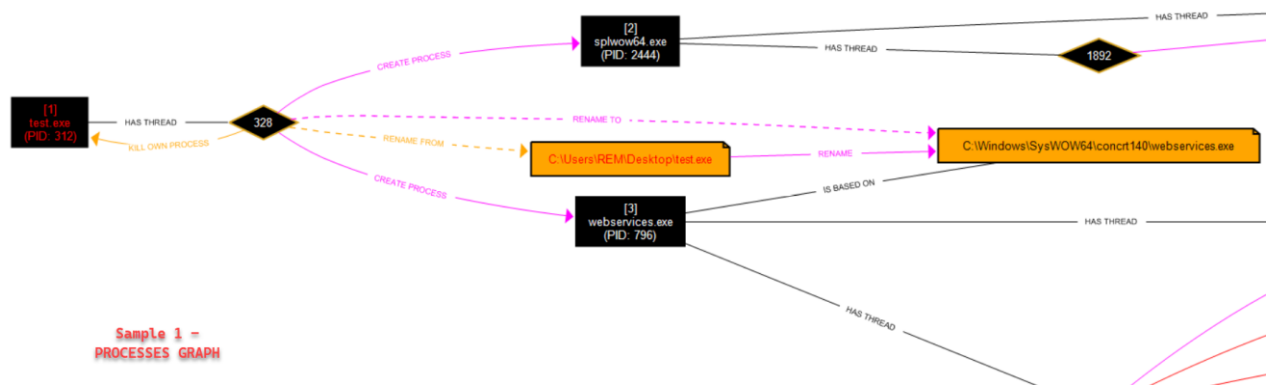 [2]
splwow64.exe
(PID: 2444)
HAS THREAD
HAS THREAD
1892
CREATE PROCESS
[1]
test.exe
(PID: 312)
HAS THREAD
328
KILL OWN PROCESS
RENAME TO
RENAME FROM
C:\Users\REM\Desktop\test.exe
RENAME
C:\Windows\SysWOW64\concrt140\webservices.exe
CREATE PROCESS
IS BASED ON
[3]
webservices.exe
(PID: 796)
HAS THREAD
HAS THREAD
Sample 1 –
PROCESSES GRAPH